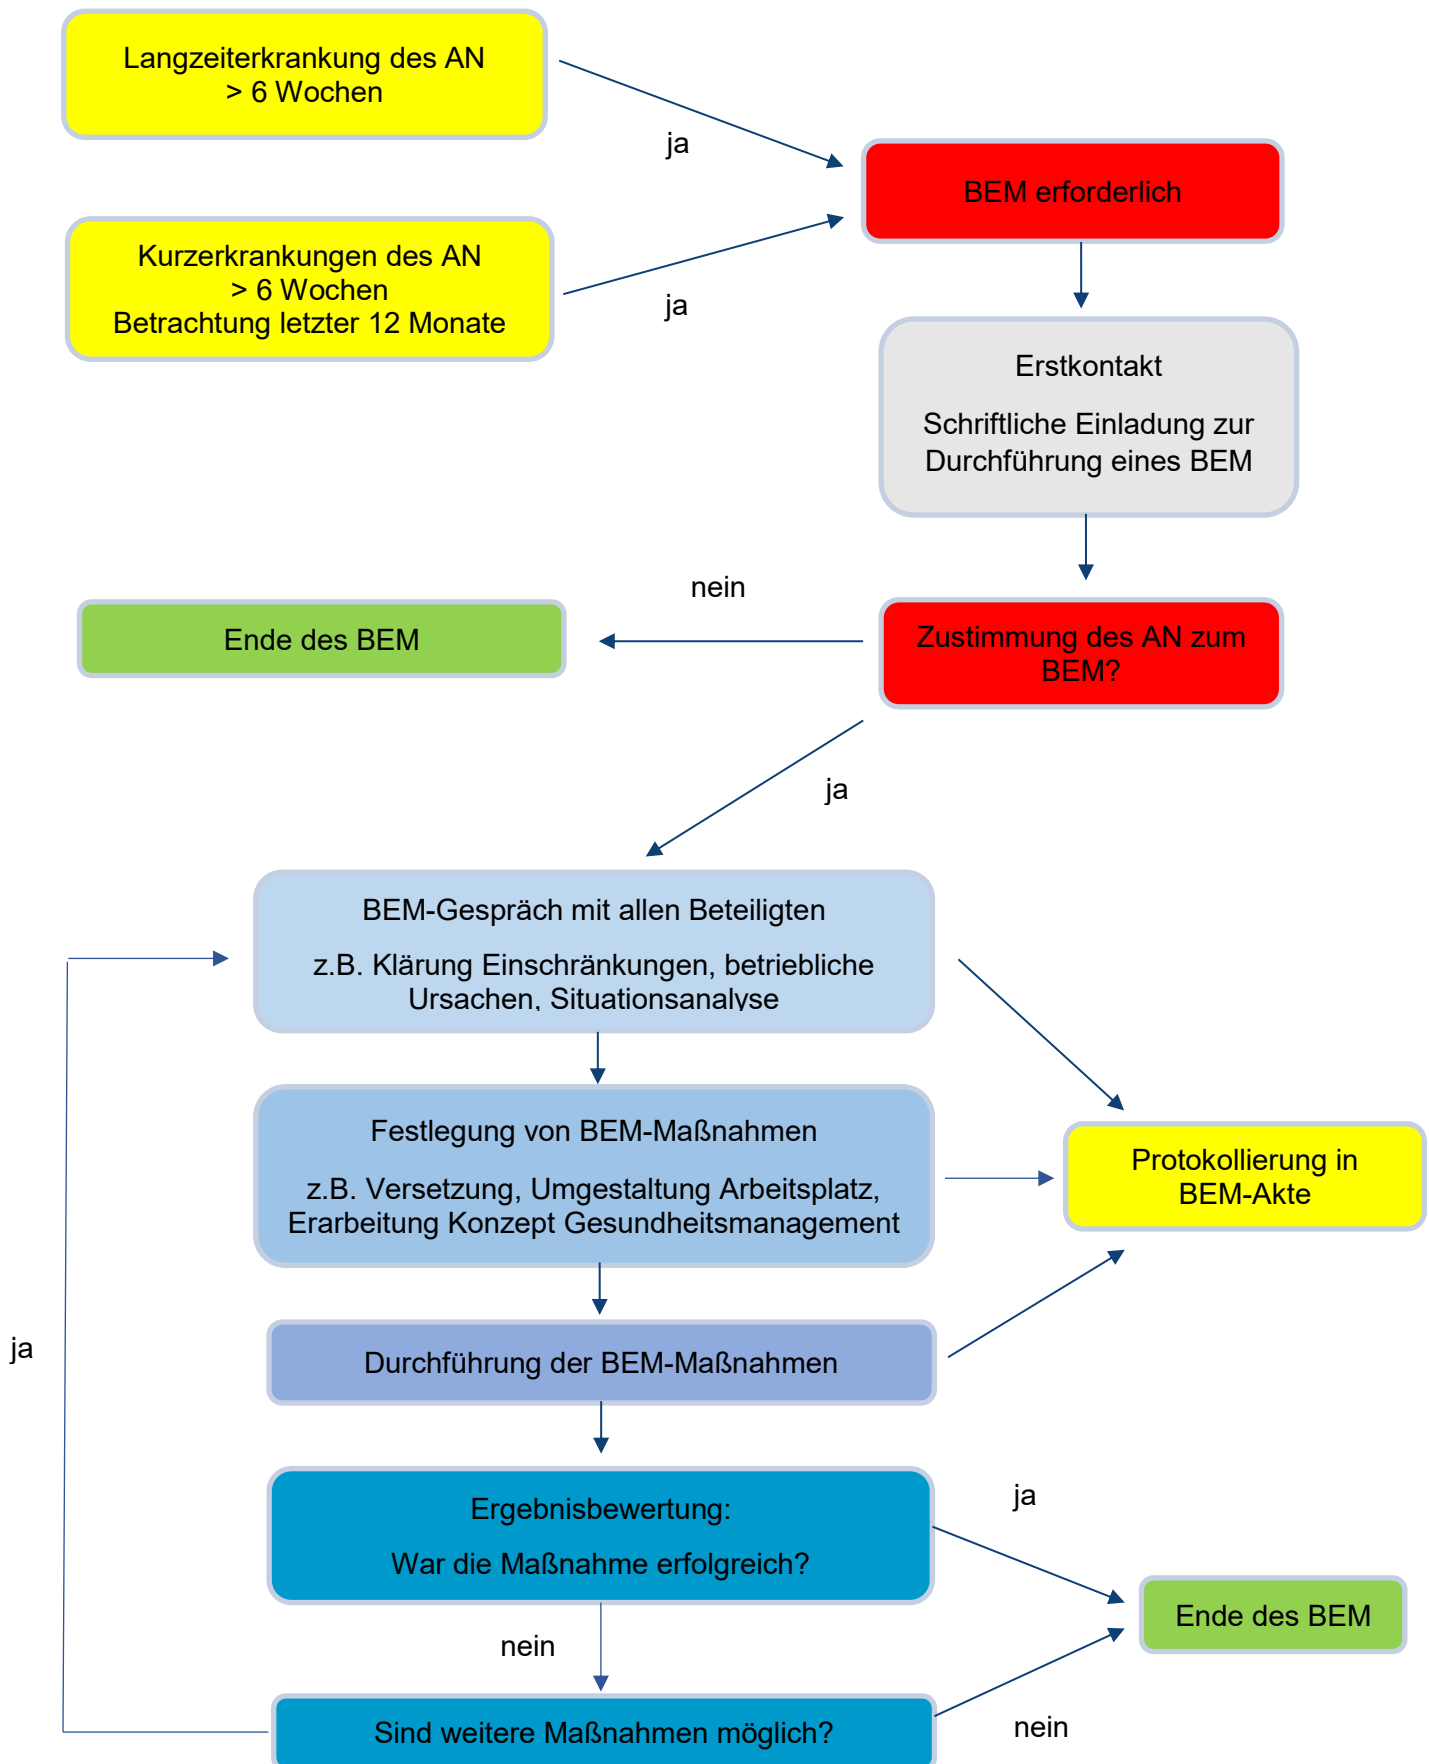 Langzeiterkrankung des AN
> 6 Wochen
ja
BEM erforderlich
Kurzerkrankungen des AN
> 6 Wochen
Betrachtung letzter 12 Monate
ja
Erstkontakt
Schriftliche Einladung zur
Durchführung eines BEM
nein
Ende des BEM
Zustimmung des AN zum
BEM?
ja
BEM-Gespräch mit allen Beteiligten
z.B. Klärung Einschränkungen, betriebliche
Ursachen, Situationsanalyse
Festlegung von BEM-Maßnahmen
z.B. Versetzung, Umgestaltung Arbeitsplatz,
Erarbeitung Konzept Gesundheitsmanagement
Protokollierung in
BEM-Akte
ja
Durchführung der BEM-Maßnahmen
Ergebnisbewertung:
War die Maßnahme erfolgreich?
ja
Ende des BEM
nein
Sind weitere Maßnahmen möglich?
nein